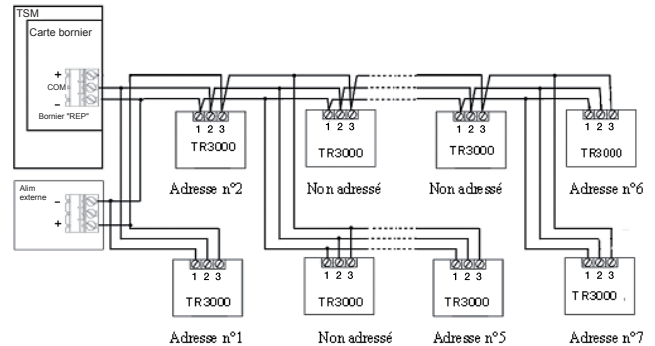 TSM
Carte bornier
+
COM
-
Bornier "REP"
1 2 3
TR3000
Adresse n°2
1 2 3
TR3000
Non adressé
1 2 3
TR3000
Non adressé
1 2 3
TR3000
Adresse n°6
Alim
externe
-
+
1 2 3
TR3000
Adresse n°1
1 2 3
TR3000
Non adressé
1 2 3
TR3000
Adresse n°5
1 2 3
TR3000
Adresse n°7